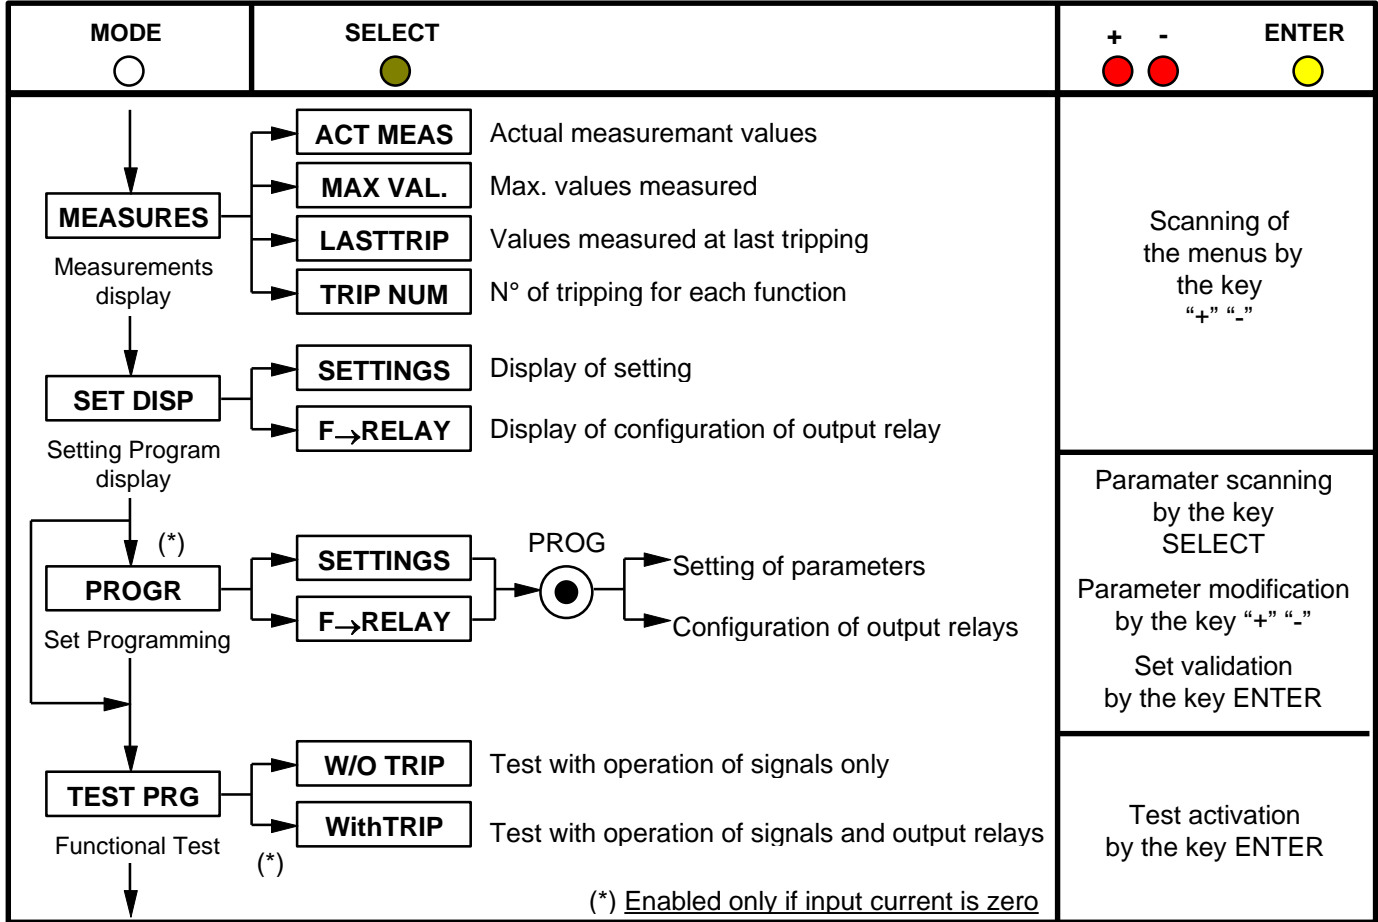 MODE
SELECT
+ -
ENTER
ACT MEAS Actual measuremant values
MAX VAL. Max. values measured
MEASURES
LASTTRIP Values measured at last tripping
Measurements
display
TRIP NUM N° of tripping for each function
Scanning of
the menus by
the key
“+” “-”
SETTINGS Display of setting
SET DISP
F→RELAY Display of configuration of output relay
Setting Program
display
Paramater scanning
by the key
SELECT
Parameter modification
by the key “+” “-”
Set validation
by the key ENTER
(*)
PROGR
Set Programming
SETTINGS
F→RELAY
PROG
Setting of parameters
Configuration of output relays
W/O TRIP Test with operation of signals only
TEST PRG
WithTRIP Test with operation of signals and output relays
Functional Test
(*)
Test activation
by the key ENTER
(*) Enabled only if input current is zero